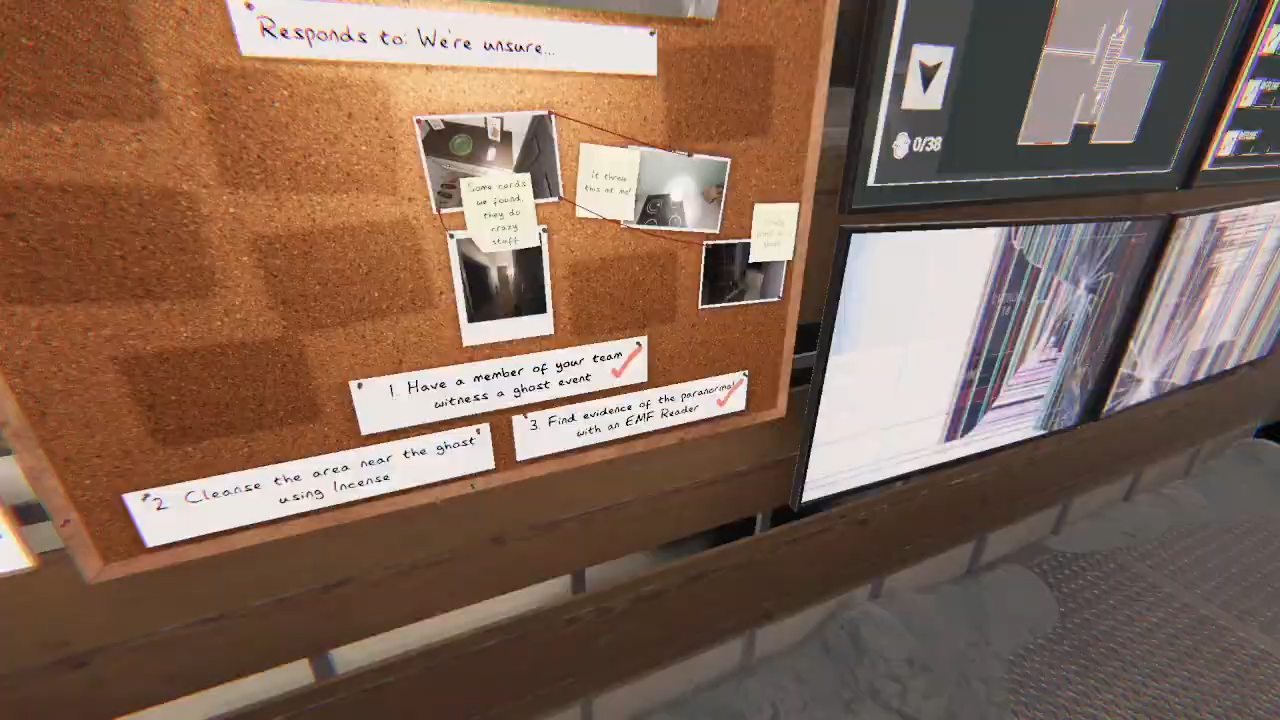 Responds to: We're unsure...
Some cards
we found,
they do
crazy
stuff
It threw
this at me!
0/38
1. Have a member of your team
witness a ghost event
3. Find evidence of the paranormal
with an EMF Reader
2 Cleanse the area near the ghost
using Incense